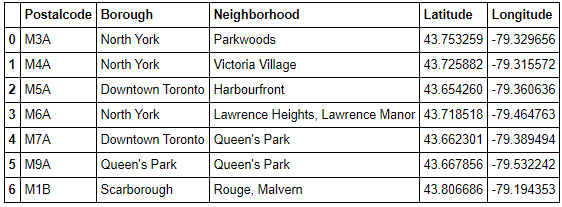 Postalcode Borough Neighborhood Latitude Longitude
0 M3A North York Parkwoods 43.753259 -79.329656
1 M4A North York Victoria Village 43.725882 -79.315572
2 M5A Downtown Toronto Harbourfront 43.654260 -79.360636
3 M6A North York Lawrence Heights, Lawrence Manor 43.718518 -79.464763
4 M7A Downtown Toronto Queen's Park 43.662301 -79.389494
5 M9A Queen's Park Queen's Park 43.667856 -79.532242
6 M1B Scarborough Rouge, Malvern 43.806686 -79.194353